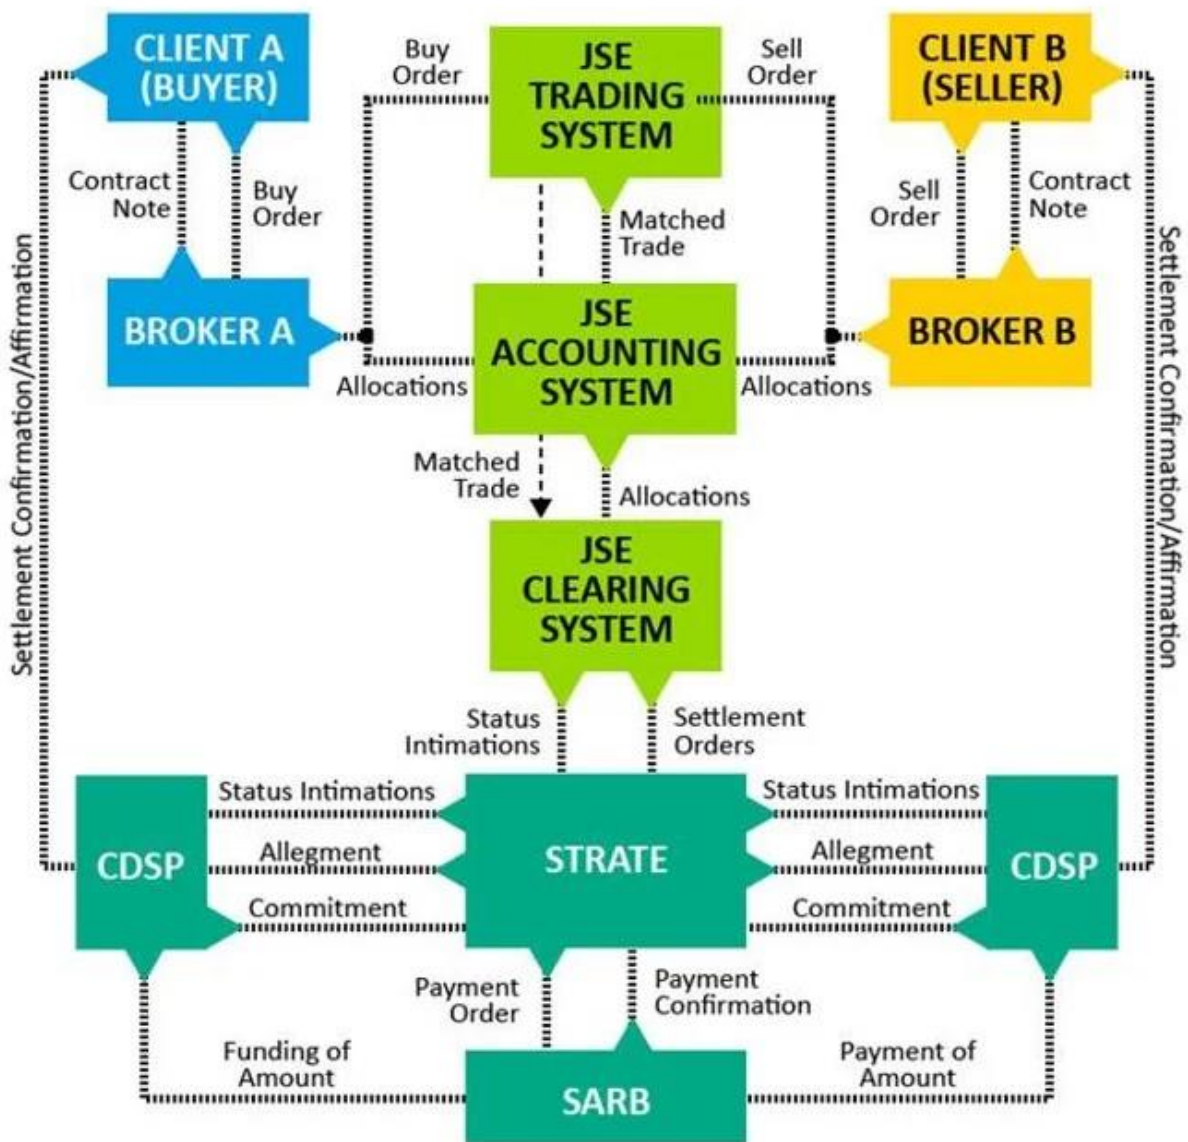 CLIENT A
(BUYER)
Buy
Order
JSE
TRADING
SYSTEM
Sell
Order
CLIENT B
(SELLER)
Contract
Note
Buy
Order
Matched
Trade
Sell
Order
Contract
Note
BROKER A
JSE
ACCOUNTING
SYSTEM
BROKER B
Allocations
Allocations
Settlement Confirmation/Affirmation
Settlement Confirmation/Affirmation
Matched
Trade
Allocations
JSE
CLEARING
SYSTEM
Status
Intimations
Settlement
Orders
CDSP
Status Intimations
Allegment
Commitment
STRATE
Status Intimations
Allegment
Commitment
CDSP
Payment
Order
Payment
Confirmation
Funding of
Amount
SARB
Payment of
Amount